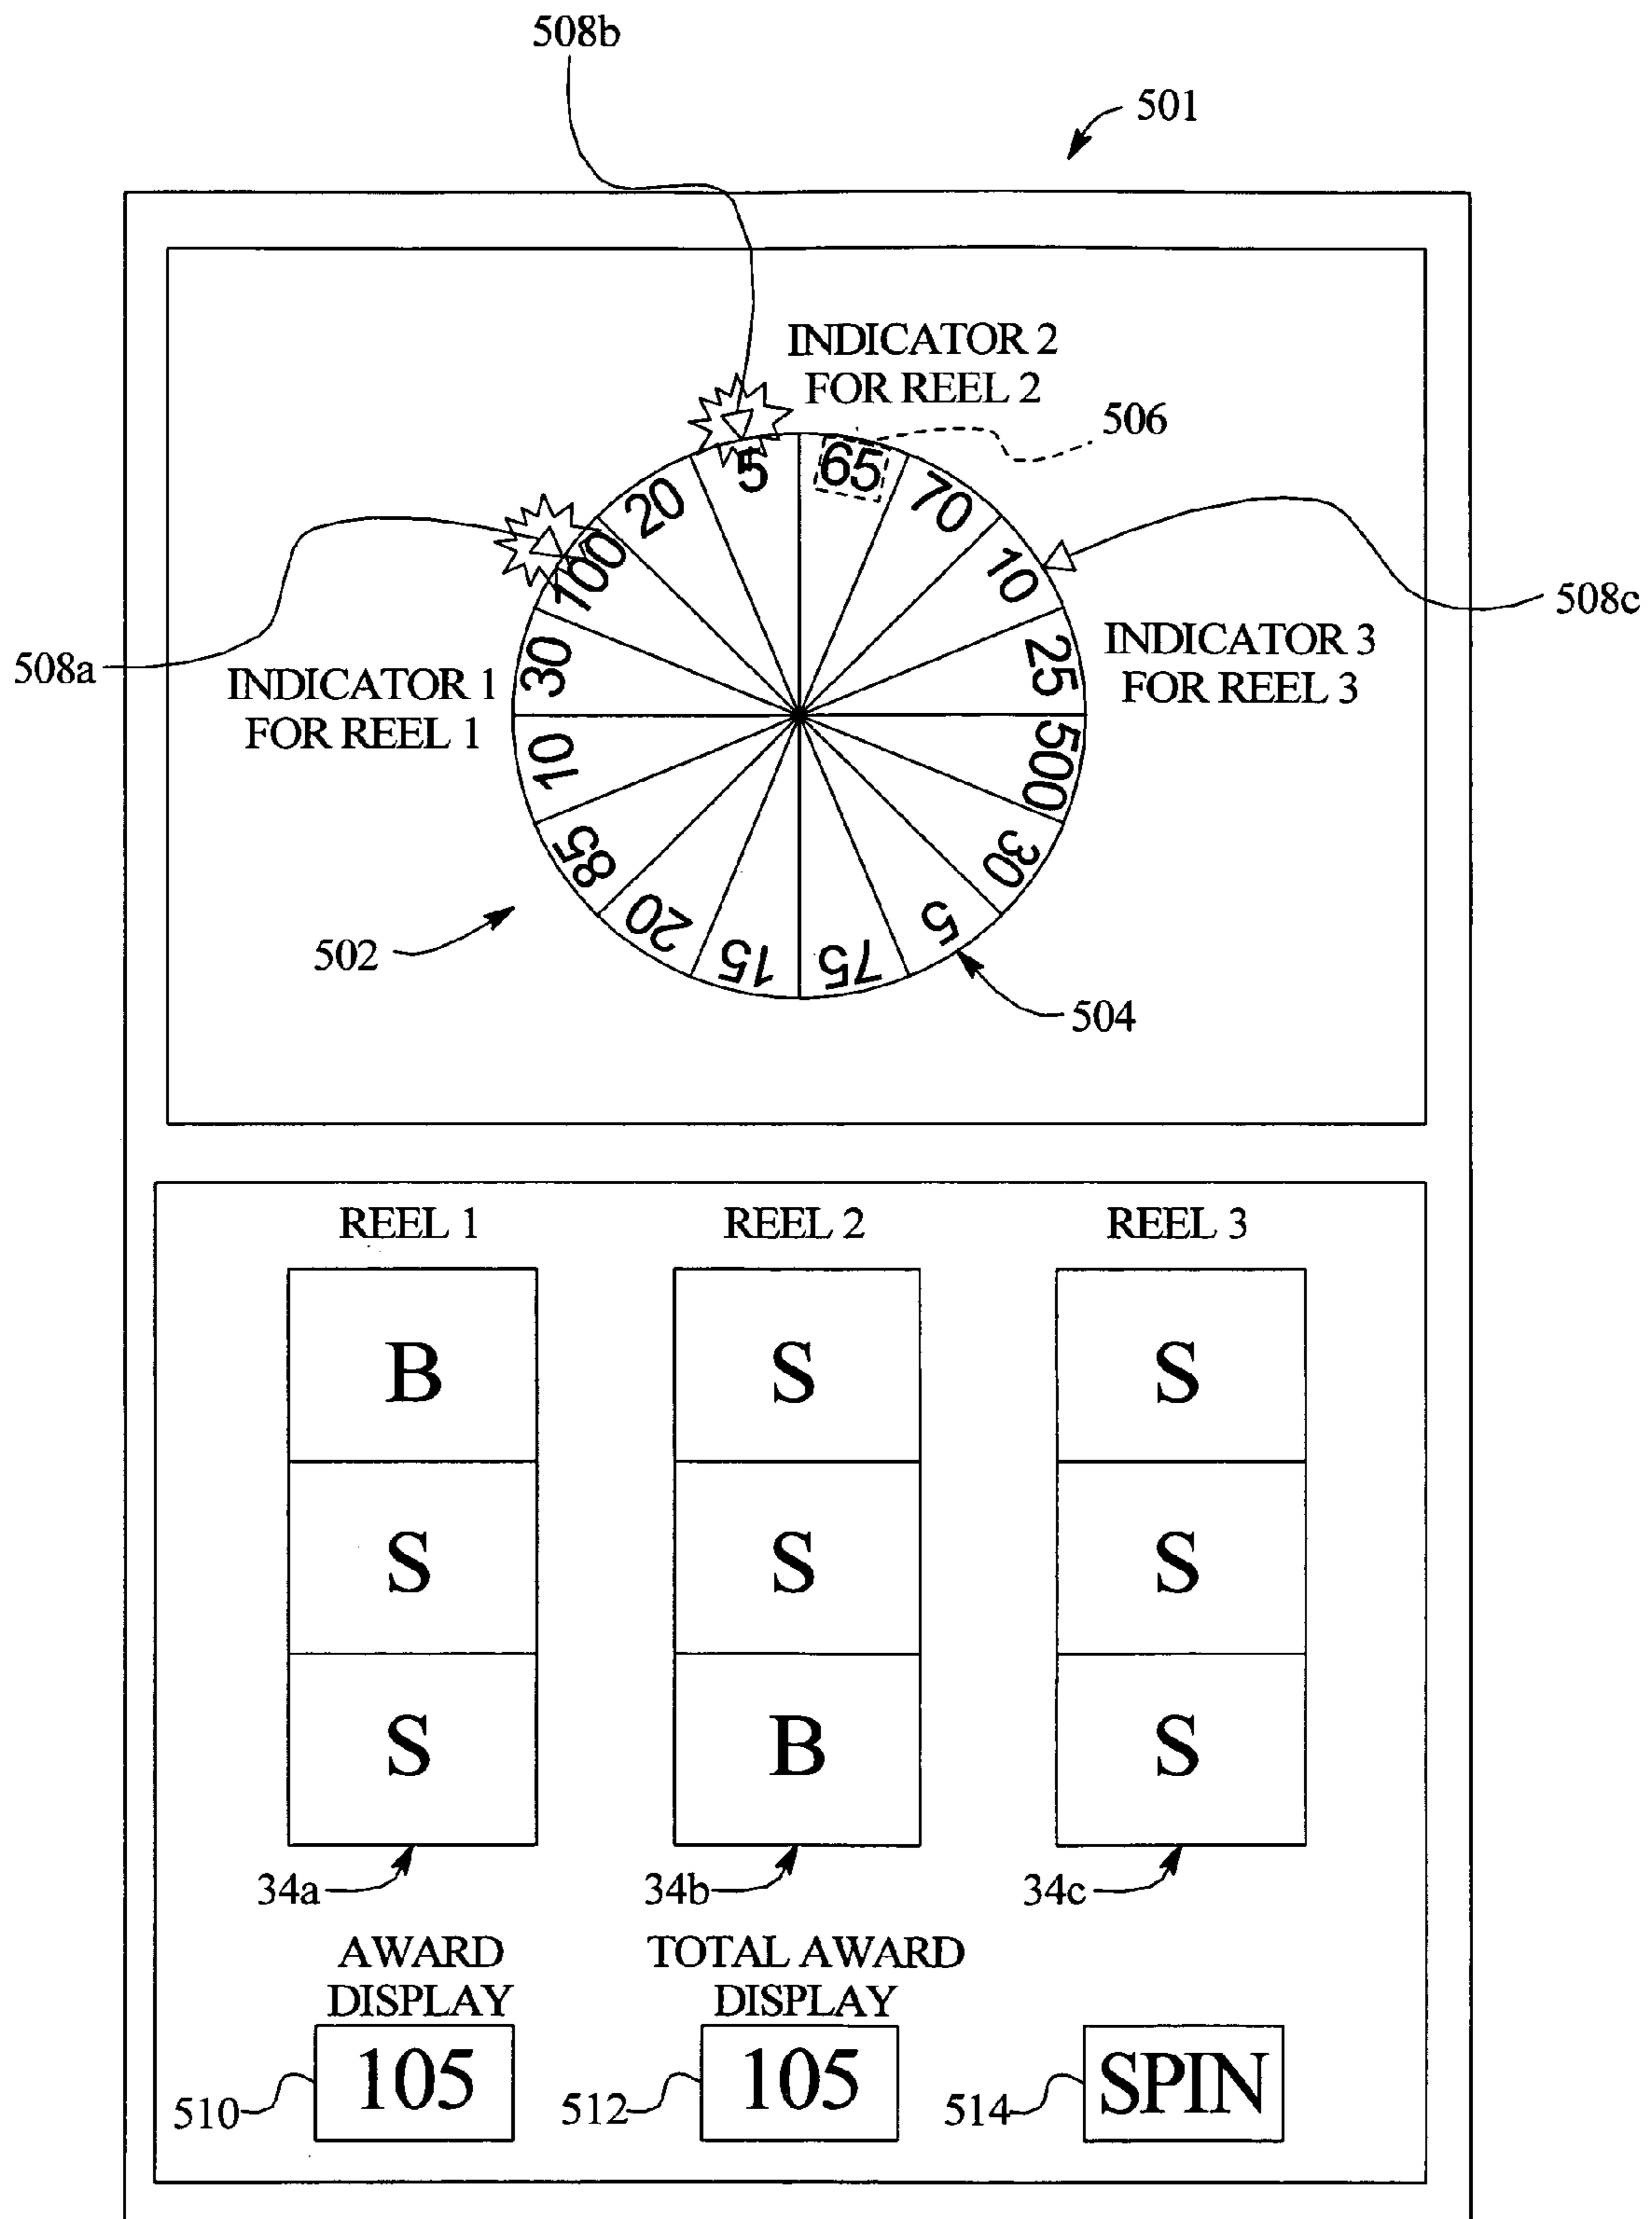 508b
501
INDICATOR 2
FOR REEL 2
506
5
65
20
70
100
10
508c
508a
30
25
INDICATOR 3
FOR REEL 3
INDICATOR 1
FOR REEL 1
10
500
85
30
20
5
15
75
502
504
REEL 1
REEL 2
REEL 3
B
S
S
S
S
S
S
B
S
34a
34b
34c
AWARD
DISPLAY
TOTAL AWARD
DISPLAY
105
105
SPIN
510
512
514